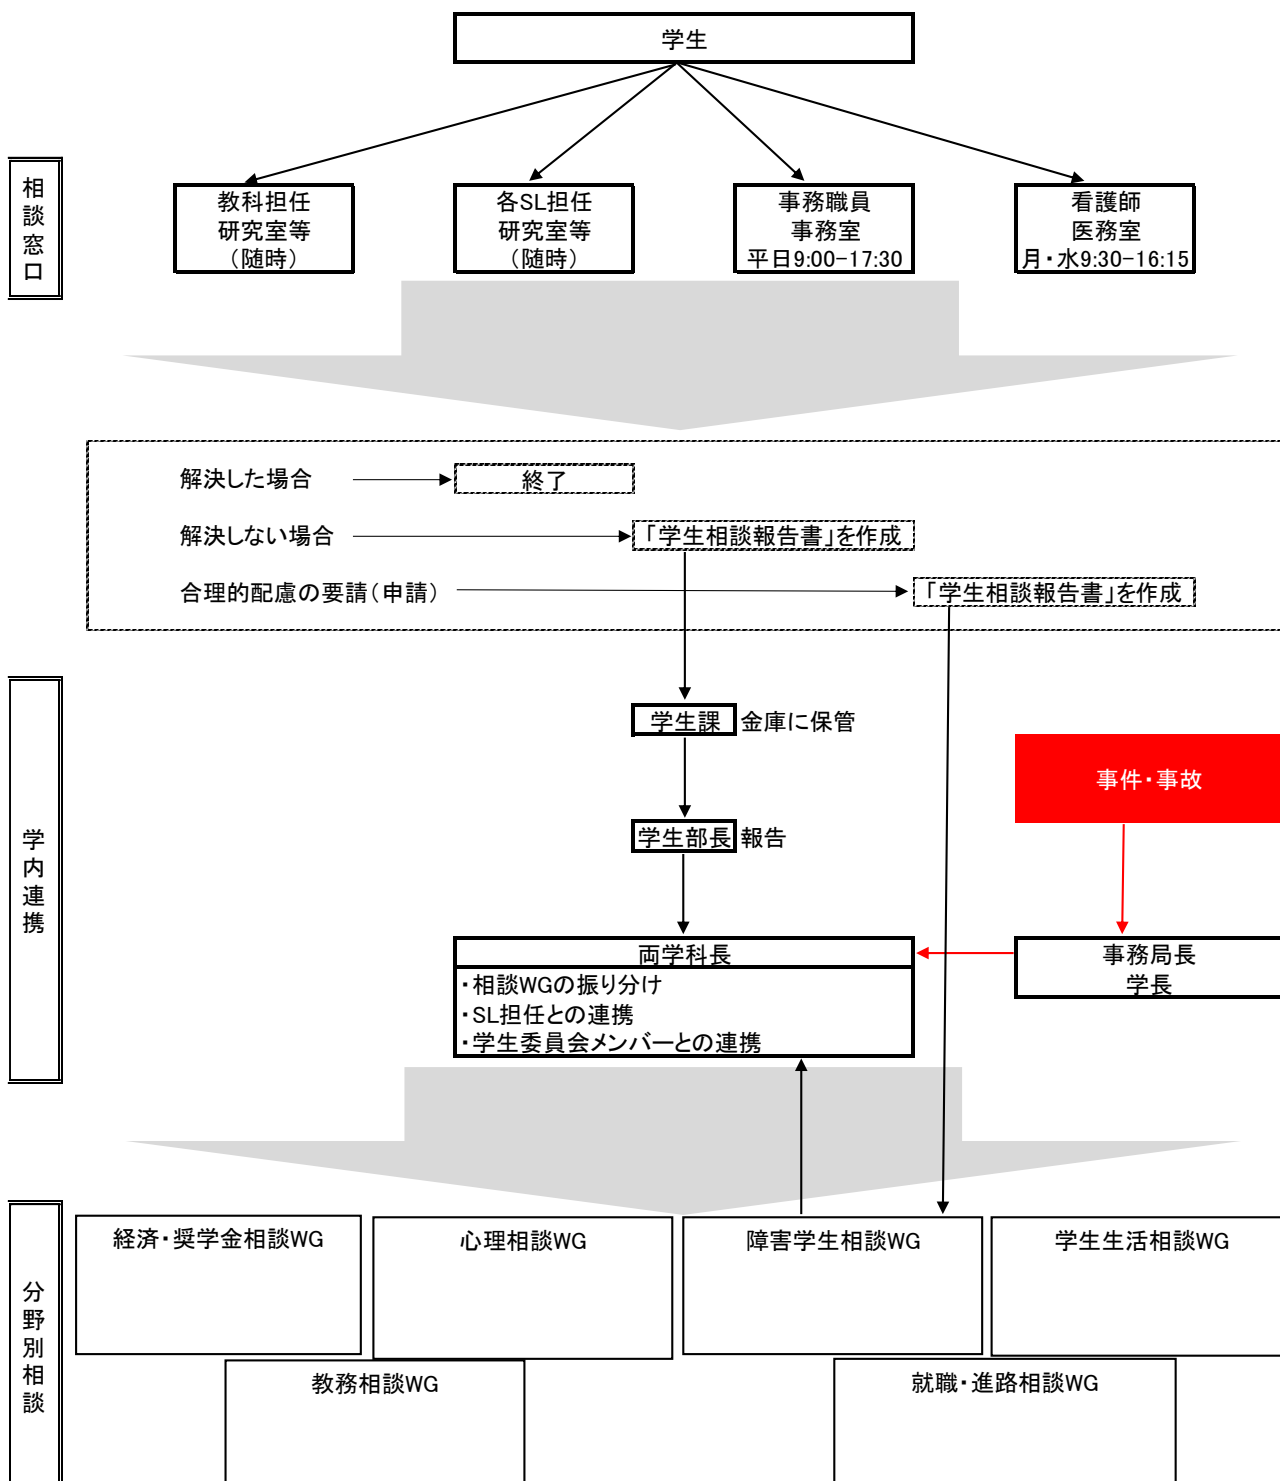 学生
相談窓口
教科担任
研究室等
（随時）
各SL担任
研究室等
（随時）
事務職員
事務室
平日9:00-17:30
看護師
医務室
月・水9:30-16:15
解決した場合
終了
解決しない場合
「学生相談報告書」を作成
合理的配慮の要請（申請）
「学生相談報告書」を作成
学内連携
学生課
金庫に保管
事件・事故
学生部長
報告
両学科長
・相談WGの振り分け
・SL担任との連携
・学生委員会メンバーとの連携
事務局長
学長
分野別相談
経済・奨学金相談WG
心理相談WG
障害学生相談WG
学生生活相談WG
教務相談WG
就職・進路相談WG